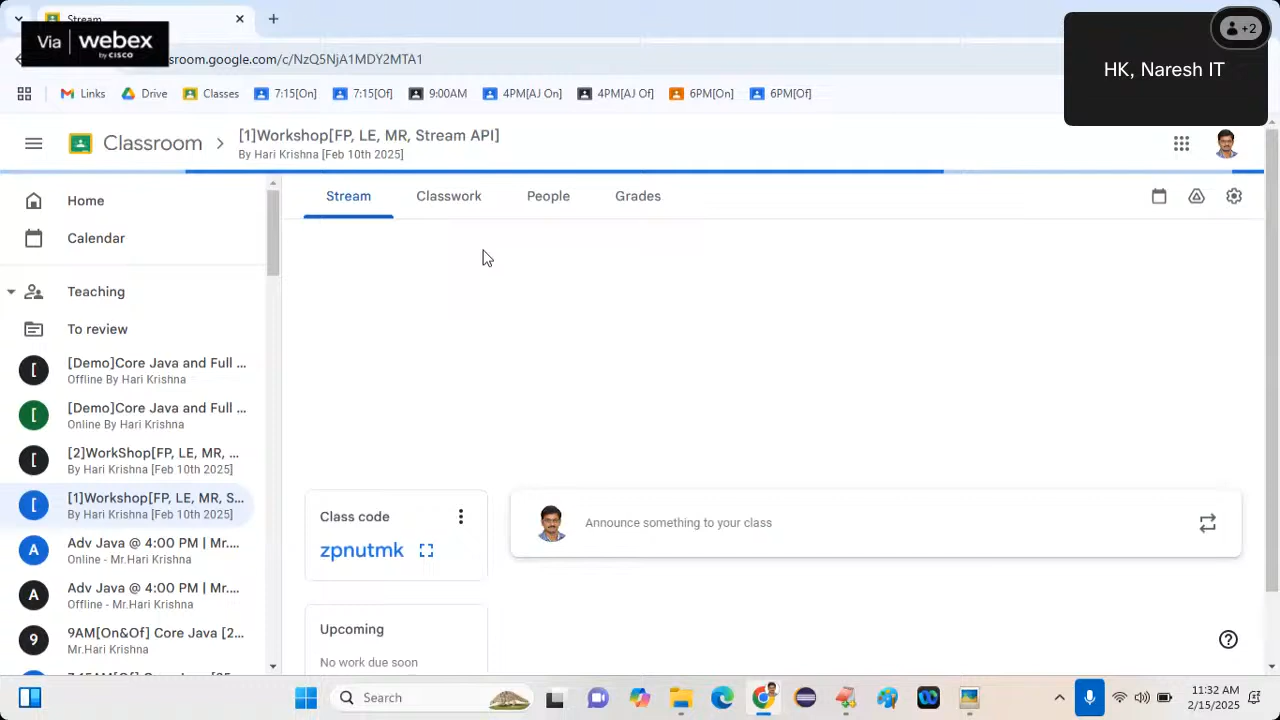 Stream
Via webex
by CISCO
sroom.google.com/c/NzQ5NjA1MDY2MTA1
+2
HK, Naresh IT
Links
Drive
Classes
7:15[On]
7:15[Of]
9:00AM
4PM[AJ On]
4PM[AJ Of]
6PM[On]
6PM[Of]
Classroom
[1]Workshop[FP, LE, MR, Stream API]
By Hari Krishna [Feb 10th 2025]
Stream
Classwork
People
Grades
Home
Calendar
Teaching
To review
[
[Demo]Core Java and Full ...
Offline By Hari Krishna
[
[Demo]Core Java and Full ...
Online By Hari Krishna
[
[2]WorkShop[FP, LE, MR, ...
By Hari Krishna [Feb 10th 2025]
[
[1]Workshop[FP, LE, MR, S...
By Hari Krishna [Feb 10th 2025]
A
Adv Java @ 4:00 PM | Mr....
Online - Mr.Hari Krishna
A
Adv Java @ 4:00 PM | Mr....
Offline - Mr.Hari Krishna
9
9AM[On&Of] Core Java [2...
Mr.Hari Krishna
Class code
zpnutmk
Announce something to your class
Upcoming
No work due soon
Search
11:32 AM
2/15/2025